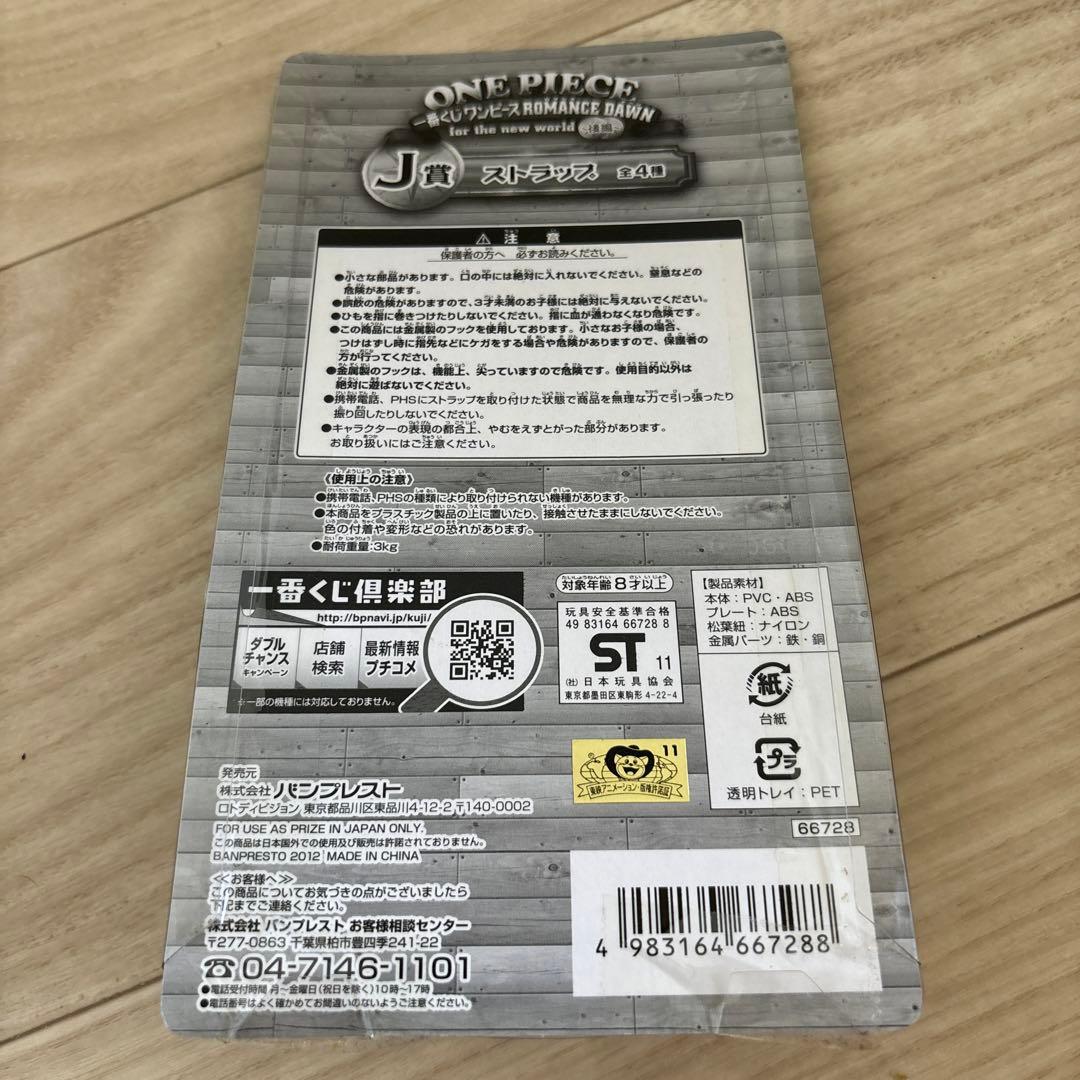 ONE PIECE
一番くじワンピース ROMANCE DAWN
for the new world ～後編～
J賞 ストラップ 全4種
⚠注意
保護者の方へ 必ずお読みください。
●小さな部品があります。口の中には絶対に入れないでください。窒息などの
危険があります。
●誤飲の危険がありますので、3才未満のお子様には絶対に与えないでください。
●ひもを指に巻きつけたりしないでください。指に血が通わなくなり危険です。
●この商品には金属製のフックを使用しております。小さなお子様の場合、
つけはずし時に指先などにケガをする場合や危険がありますので、保護者の
方が行ってください。
●金属製のフックは、機能上、尖っていますので危険です。使用目的以外は
絶対に遊ばないでください。
●携帯電話、PHSにストラップを取り付けた状態で商品を無理な力で引っ張ったり
振り回したりしないでください。
●キャラクターの表現の都合上、やむをえずとがった部分があります。
お取り扱いにはご注意ください。
《使用上の注意》
●携帯電話、PHSの種類により取り付けられない機種があります。
●本商品をプラスチック製品の上に置いたり、接触させたままにしないでください。
色の付着や変形などの恐れがあります。
●耐荷重量:3kg
一番くじ倶楽部
http://bpnavi.jp/kuji/
ダブル
チャンス
キャンペーン
店舗
検索
最新情報
プチコメ
※一部の機種には対応しておりません。
対象年齢8才以上
玩具安全基準合格
49 83164 66728 8
ST 11
(社)日本玩具協会
東京都墨田区東駒形 4-22-4
【製品素材】
本体:PVC・ABS
プレート:ABS
松葉紐:ナイロン
金属パーツ:鉄・銅
紙
台紙
プラ
透明トレイ:PET
11
東映アニメーション・版権許諾証
66728
発売元
株式会社 バンプレスト
ロトディビジョン 東京都品川区東品川4-12-2 〒140-0002
FOR USE AS PRIZE IN JAPAN ONLY.
この商品は日本国外での使用及び販売は許諾されておりません。
BANPRESTO 2012 MADE IN CHINA
≪お客様へ≫
この商品についてお気づきの点がございましたら
下記までご連絡ください。
株式会社 バンプレスト お客様相談センター
〒277-0863 千葉県柏市豊四季241-22
☎04-7146-1101
●電話受付時間 月～金曜日(祝日を除く)10時～17時
●電話番号はよく確かめてお間違いのないようご注意ください。
4 983164 667288